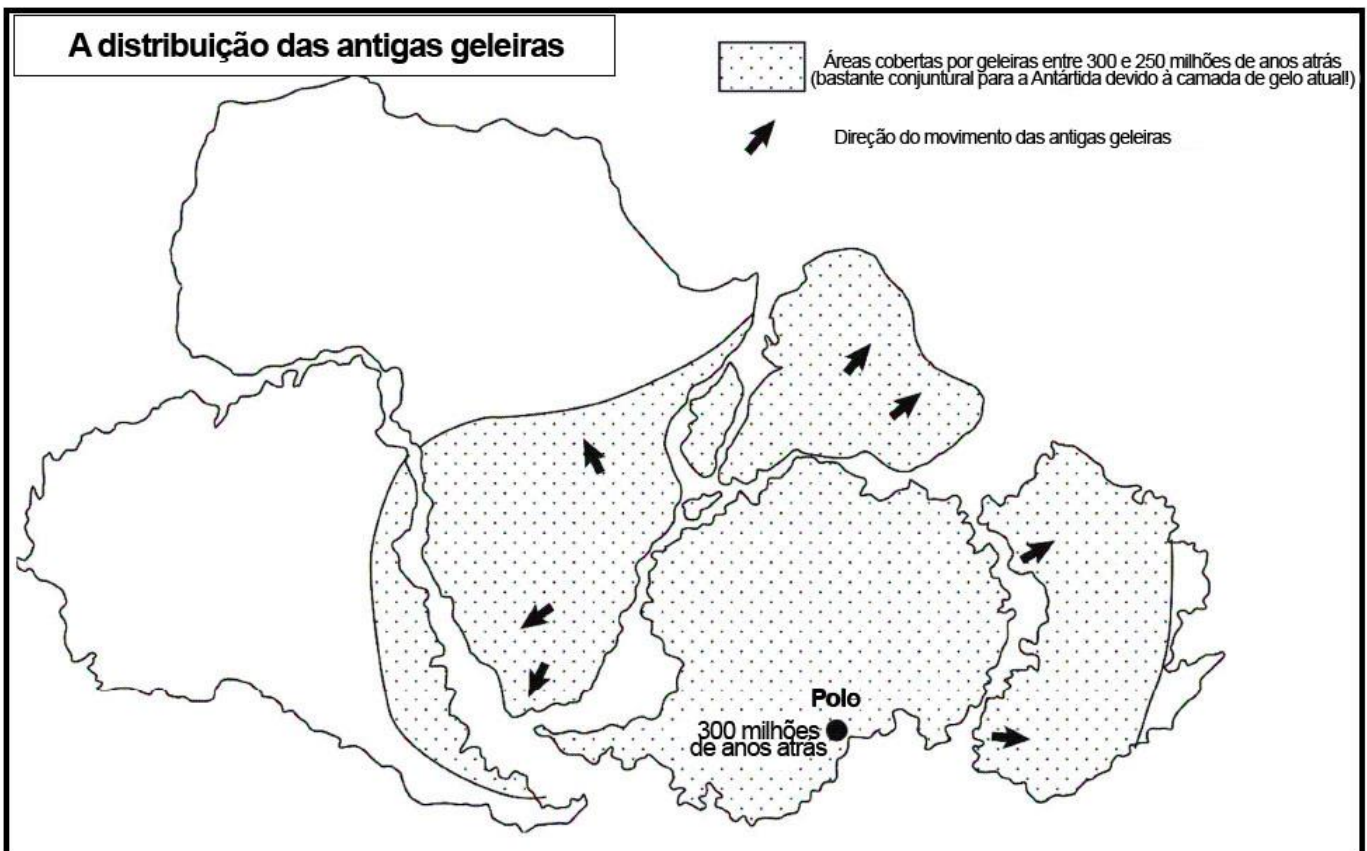 A distribuição das antigas geleiras
Áreas cobertas por geleiras entre 300 e 250 milhões de anos atrás
(bastante conjuntural para a Antártida devido à camada de gelo atual!)
Direção do movimento das antigas geleiras
Polo
300 milhões
de anos atrás